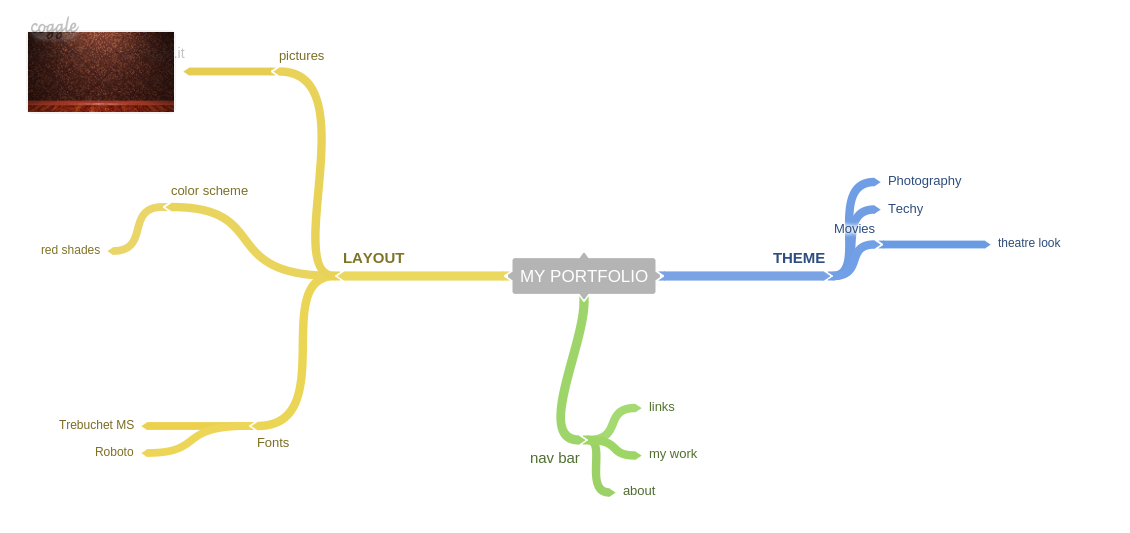 coggle
.it
pictures
color scheme
red shades
LAYOUT
Trebuchet MS
Roboto
Fonts
MY PORTFOLIO
THEME
Photography
Techy
Movies
theatre look
nav bar
links
my work
about